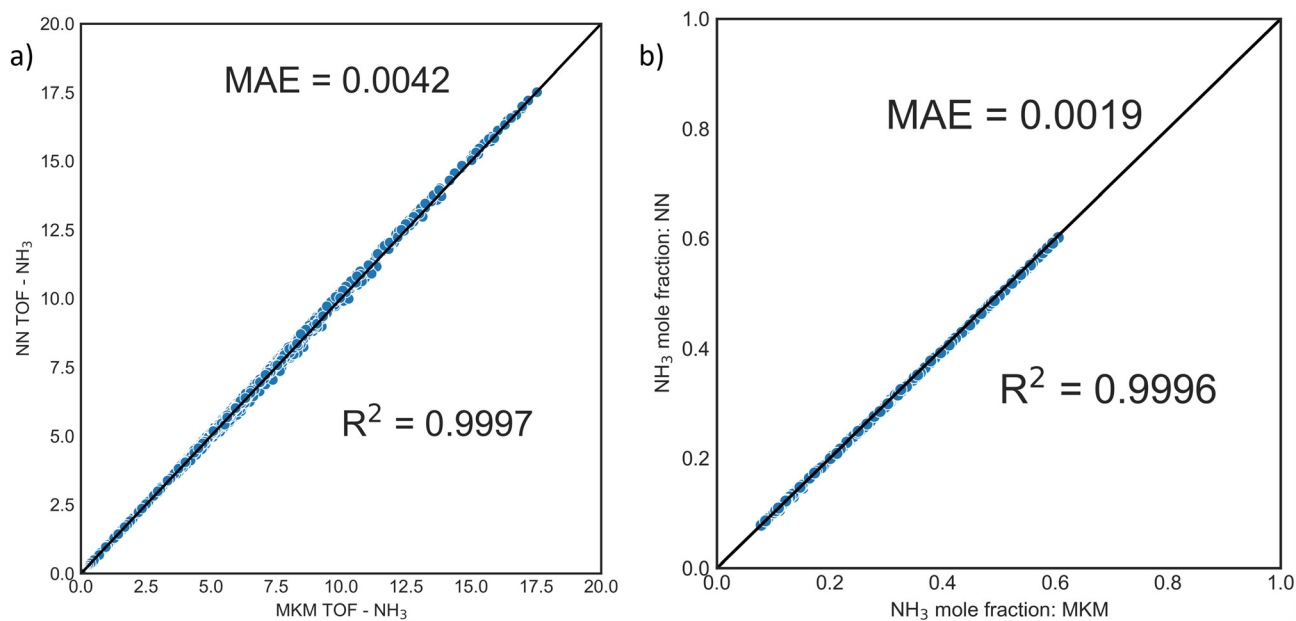 a)
20.0
17.5
15.0
12.5
10.0
7.5
5.0
2.5
0.0
NN TOF - NH₃
MAE = 0.0042
R² = 0.9997
0.0 2.5 5.0 7.5 10.0 12.5 15.0 17.5 20.0
MKM TOF - NH₃
b)
1.0
0.8
0.6
0.4
0.2
0.0
NH₃ mole fraction: NN
MAE = 0.0019
R² = 0.9996
0.0 0.2 0.4 0.6 0.8 1.0
NH₃ mole fraction: MKM